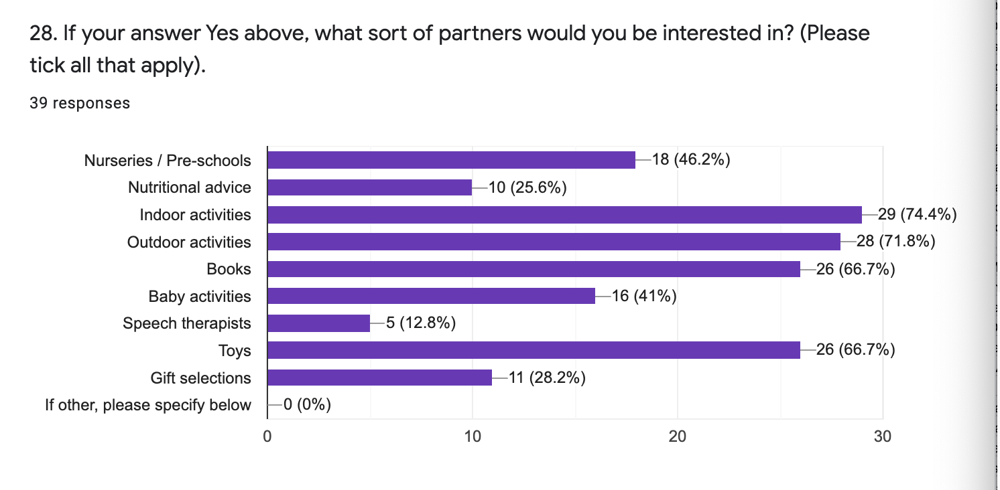 28. If your answer Yes above, what sort of partners would you be interested in? (Please
tick all that apply).
39 responses
Nurseries / Pre-schools 18 (46.2%)
Nutritional advice 10 (25.6%)
Indoor activities 29 (74.4%)
Outdoor activities 28 (71.8%)
Books 26 (66.7%)
Baby activities 16 (41%)
Speech therapists 5 (12.8%)
Toys 26 (66.7%)
Gift selections 11 (28.2%)
If other, please specify below 0 (0%)
0 10 20 30